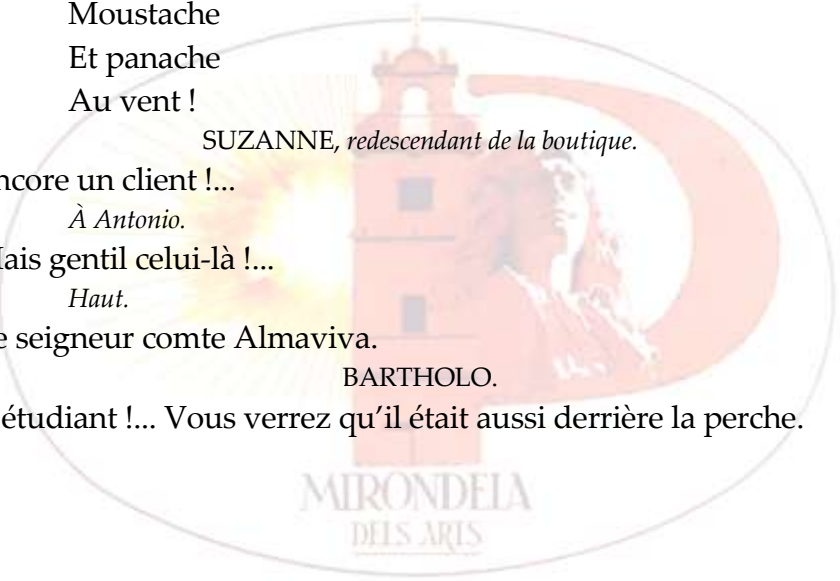 Moustache
Et panache
Au vent !
SUZANNE, redescendant de la boutique.
ncore un client !...
À Antonio.
ais gentil celui-là !...
Haut.
e seigneur comte Almaviva.
BARTHOLO.
étudiant !... Vous verrez qu’il était aussi derrière la perche.
MIRONDELA
DELS ARTS